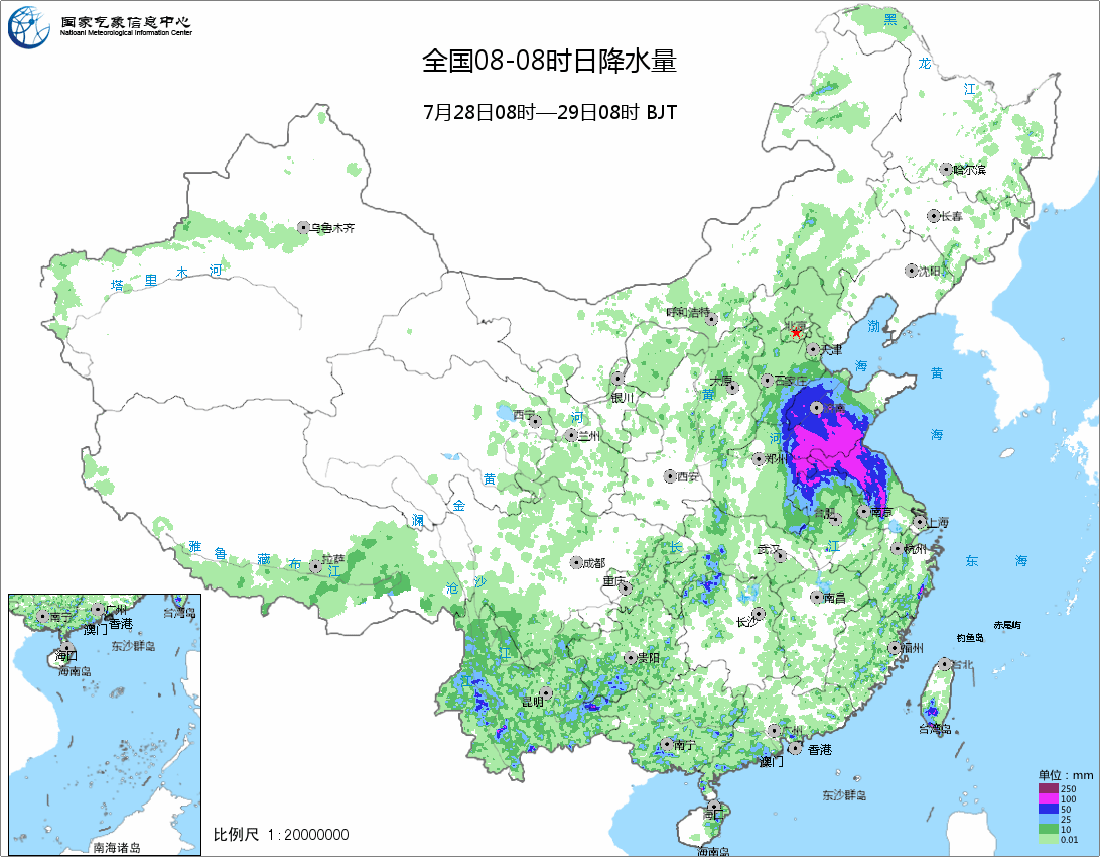 国家气象信息中心
Naitioanl Meteorological Information Center
全国08-08时日降水量
7月28日08时—29日08时 BJT
黑
龙
江
哈尔滨
长春
乌鲁木齐
沈阳
塔 里 木 河
呼和浩特
北京
渤
天津
海
黄
太原
石家庄
银川
黄
济南
西宁
河
兰州
河
海
郑州
西安
黄
金
澜
合肥
南京
上海
雅 鲁 藏 布 江
拉萨
长
武汉
江
杭州
成都
东 海
沧 沙
重庆
南昌
长沙
赤尾屿
钓鱼岛
江
贵阳
福州
台北
江
昆明
台湾岛
广州
南宁
香港
澳门
东沙群岛
海口
海南岛
南宁
广州
台湾岛
澳门
香港
东沙群岛
海口
海南岛
南海诸岛
比例尺 1:20000000
单位：mm
250
100
50
25
10
0.01